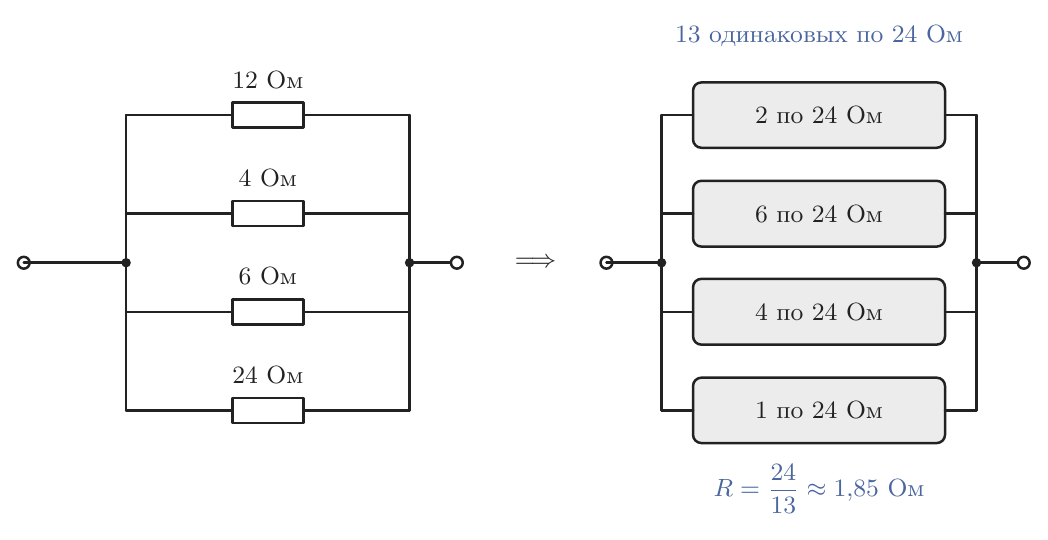 13 одинаковых по 24 Ом
12 Ом
4 Ом
6 Ом
24 Ом
⟹
2 по 24 Ом
6 по 24 Ом
4 по 24 Ом
1 по 24 Ом
R = 24/13 ≈ 1,85 Ом